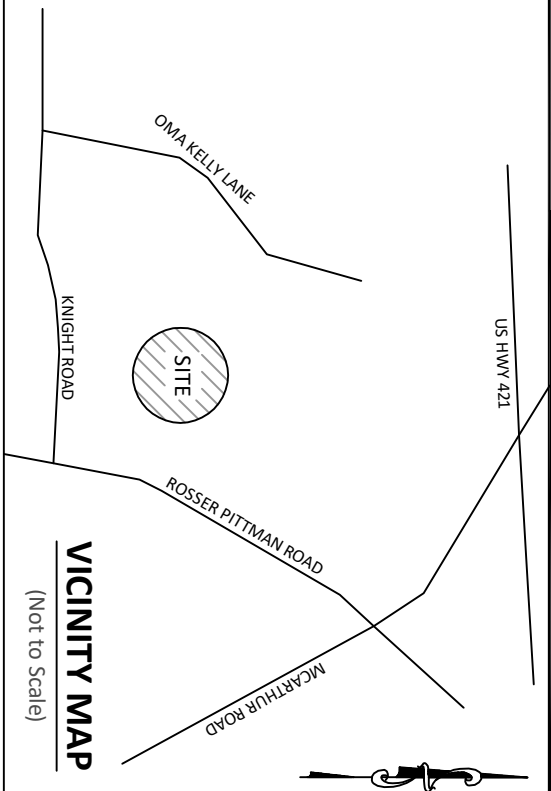 US HWY 421
OMA KELLY LANE
MCARTHUR ROAD
ROSSER PITTMAN ROAD
SITE
KNIGHT ROAD
VICINITY MAP
(Not to Scale)